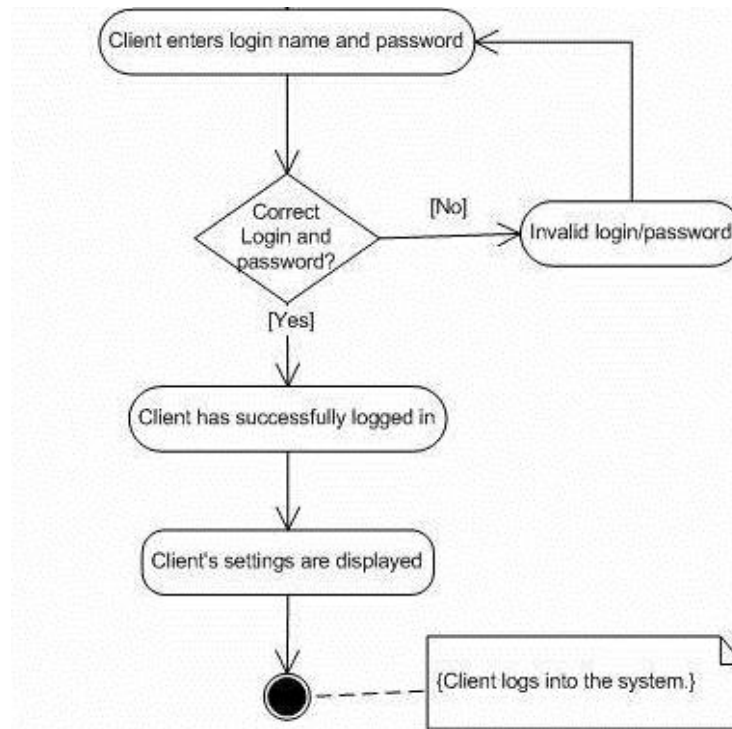 Client enters login name and password
Correct
Login and
password?
[No]
Invalid login/password
[Yes]
Client has successfully logged in
Client's settings are displayed
{Client logs into the system.}